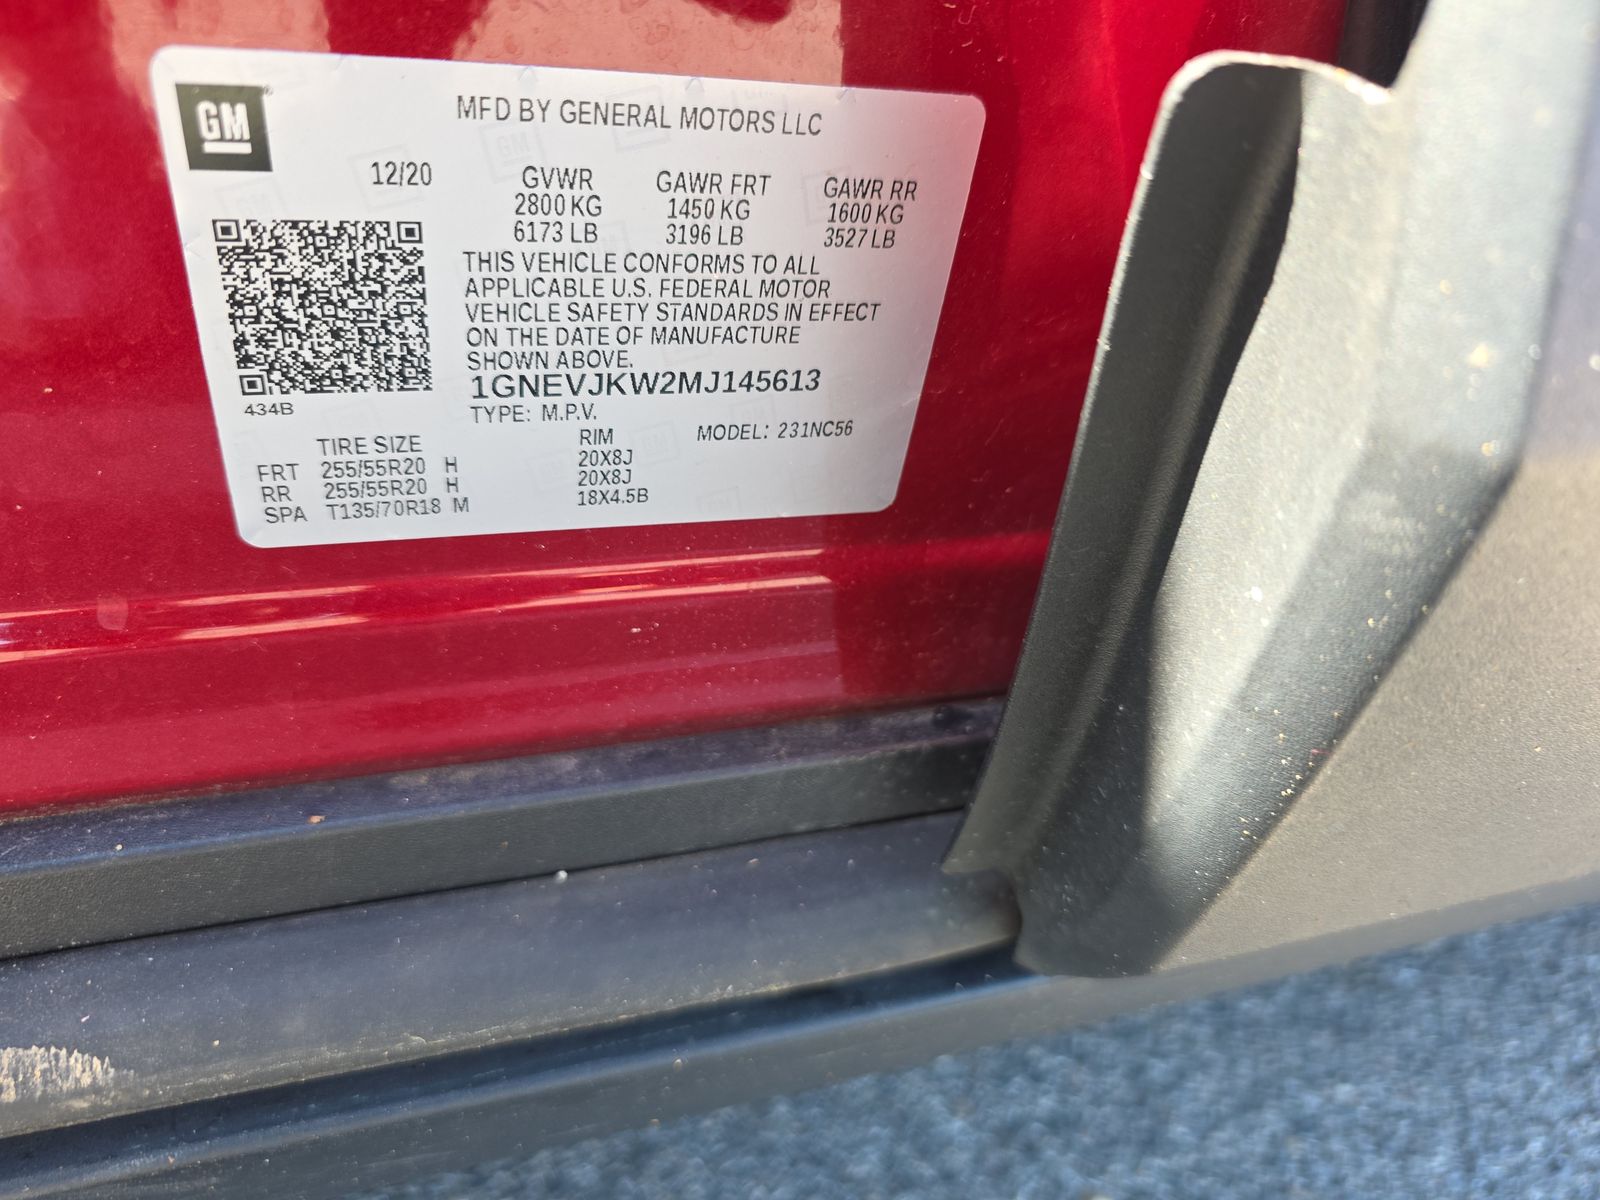 GM
MFD BY GENERAL MOTORS LLC
12/20 GVWR GAWR FRT GAWR RR
2800 KG 1450 KG 1600 KG
6173 LB 3196 LB 3527 LB
THIS VEHICLE CONFORMS TO ALL
APPLICABLE U.S. FEDERAL MOTOR
VEHICLE SAFETY STANDARDS IN EFFECT
ON THE DATE OF MANUFACTURE
SHOWN ABOVE.
1GNEVJKW2MJ145613
434B
TYPE: M.P.V.
MODEL: 231NC56
TIRE SIZE RIM
FRT 255/55R20 H 20X8J
RR 255/55R20 H 20X8J
SPA T135/70R18 M 18X4.5B